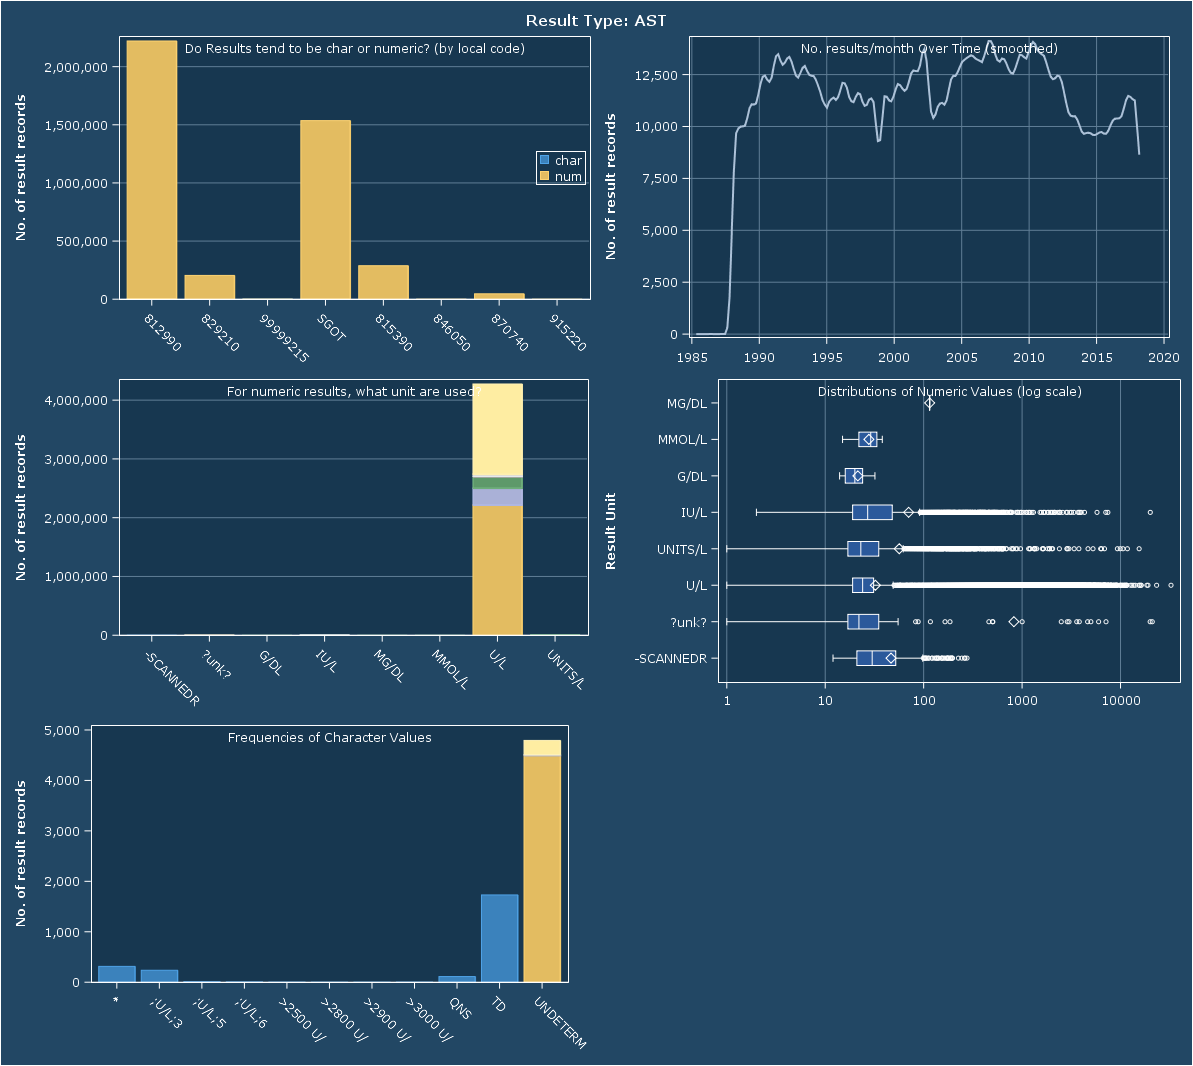 Result Type: AST
Do Results tend to be char or numeric? (by local code)
No. of result records
2,000,000
1,500,000
1,000,000
500,000
0
char
num
812990
829210
99999215
SGOT
815390
846050
870740
915220
No. results/month Over Time (smoothed)
No. of result records
12,500
10,000
7,500
5,000
2,500
0
1985
1990
1995
2000
2005
2010
2015
2020
For numeric results, what unit are used?
No. of result records
4,000,000
3,000,000
2,000,000
1,000,000
0
-SCANNEDR
?unk?
G/DL
IU/L
MG/DL
MMOL/L
U/L
UNITS/L
Distributions of Numeric Values (log scale)
Result Unit
MG/DL
MMOL/L
G/DL
IU/L
UNITS/L
U/L
?unk?
-SCANNEDR
1
10
100
1000
10000
Frequencies of Character Values
No. of result records
5,000
4,000
3,000
2,000
1,000
0
*
;U/L;3
;U/L;5
;U/L;6
>2500 U/
>2800 U/
>2900 U/
>3000 U/
QNS
TD
UNDETERM